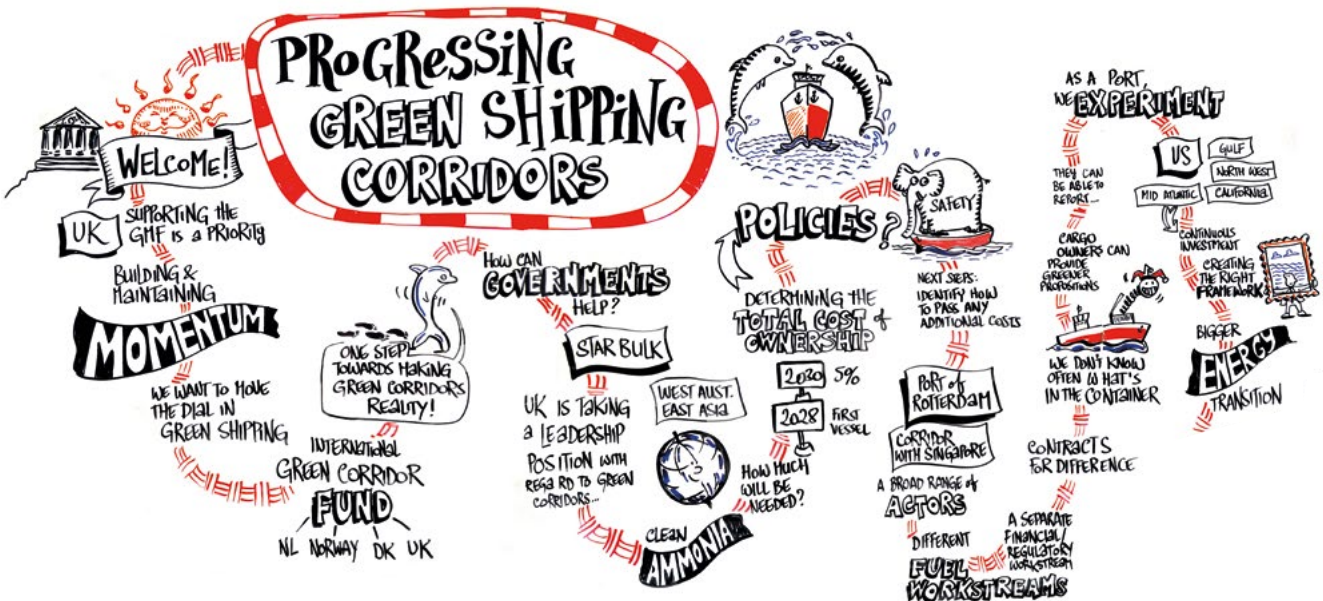 PROGRESSING
GREEN SHIPPING
CORRIDORS
WELCOME!
UK
SUPPORTING THE
GMF IS A PRIORITY
BUILDING &
MAINTAINING
MOMENTUM
WE WANT TO MOVE
THE DIAL IN
GREEN SHIPPING
INTERNATIONAL
GREEN CORRIDOR
FUND
NL NORWAY DK UK
ONE STEP
TOWARDS MAKING
GREEN CORRIDORS
REALITY!
HOW CAN
GOVERNMENTS
HELP?
STAR BULK
UK IS TAKING
A LEADERSHIP
POSITION WITH
REGARD TO GREEN
CORRIDORS...
WEST AUST.
EAST ASIA
CLEAN
AMMONIA
HOW MUCH
WILL BE
NEEDED?
2028 FIRST
VESSEL
2030 5%
DETERMINING THE
TOTAL COST of
OWNERSHIP
POLICIES?
SAFETY
NEXT STEPS:
IDENTIFY HOW
TO PASS ANY
ADDITIONAL COSTS
PORT of
ROTTERDAM
CORRIDOR
WITH SINGAPORE
A BROAD RANGE of
ACTORS
DIFFERENT
FUEL
WORKSTREAMS
A SEPARATE
FINANCIAL/
REGULATORY
WORKSTREAM
CONTRACTS
FOR DIFFERENCE
WE DON'T KNOW
OFTEN WHAT'S
IN THE CONTAINER
CARGO
OWNERS CAN
PROVIDE
GREENER
PROPOSITIONS
THEY CAN
BE ABLE TO
REPORT...
AS A PORT,
WE EXPERIMENT
US
GULF
NORTH WEST
MID ATLANTIC
CALIFORNIA
CONTINUOUS
INVESTMENT
CREATING
THE RIGHT
FRAMEWORK
BIGGER
ENERGY
TRANSITION